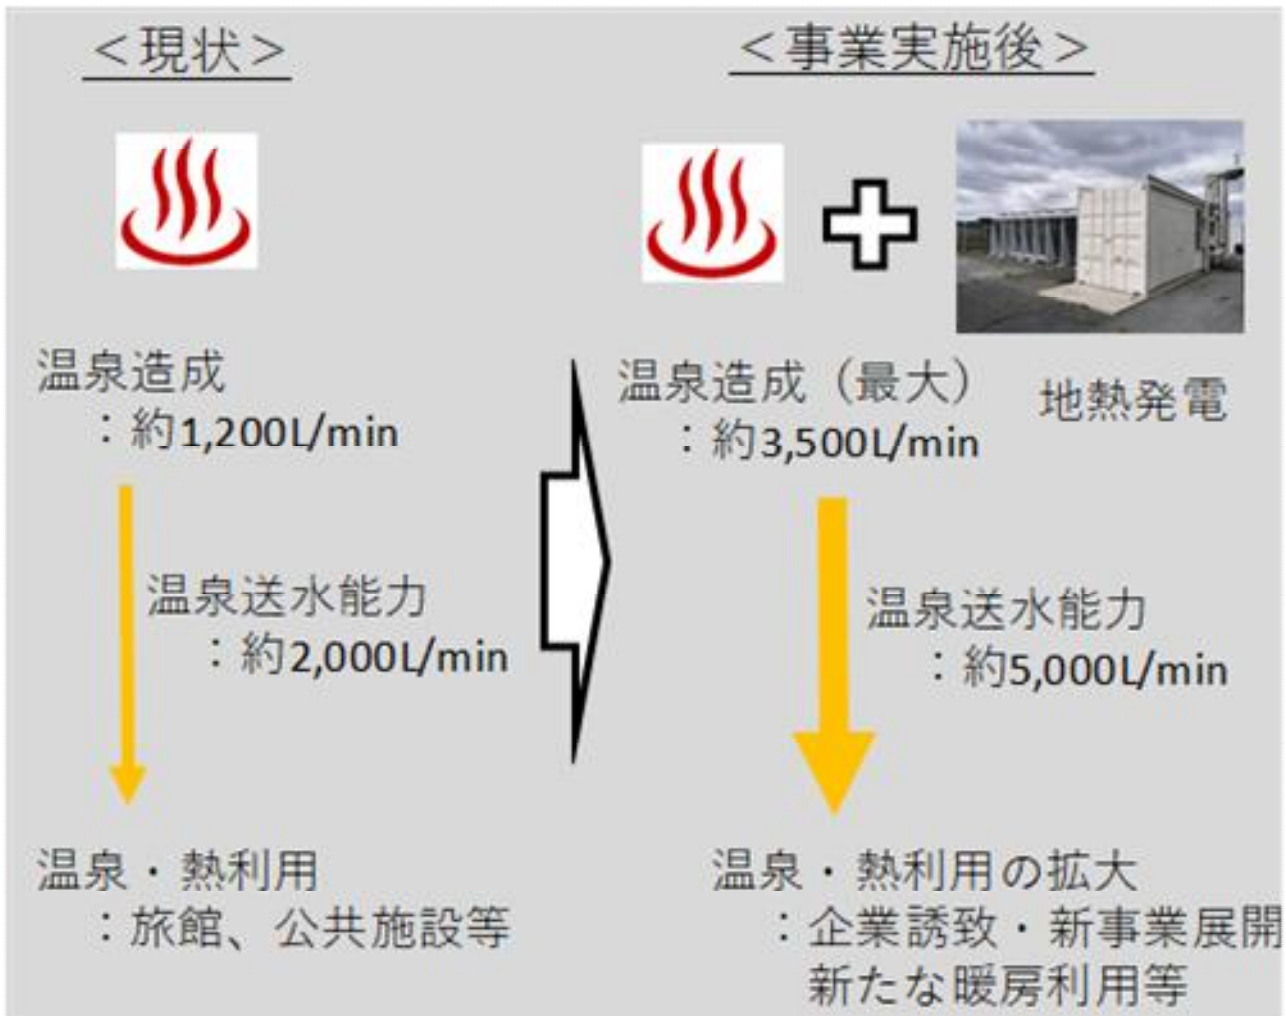 ＜現状＞
温泉造成
：約1,200L/min
温泉送水能力
：約2,000L/min
温泉・熱利用
：旅館、公共施設等
＜事業実施後＞
温泉造成（最大）
：約3,500L/min
地熱発電
温泉送水能力
：約5,000L/min
温泉・熱利用の拡大
：企業誘致・新事業展開
新たな暖房利用等